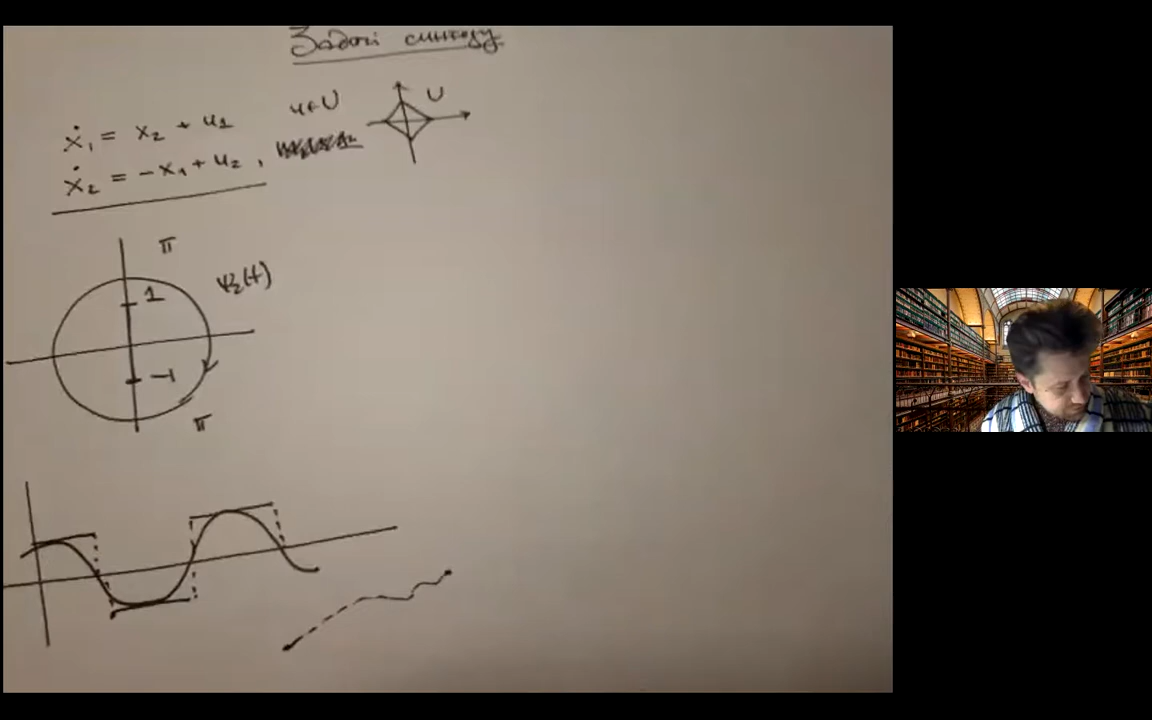 Задачі синтезу
ẋ₁ = x₂ + u₁
u ∈ U
U
ẋ₂ = -x₁ + u₂ ,
π
ψ₂(t)
1
-1
π